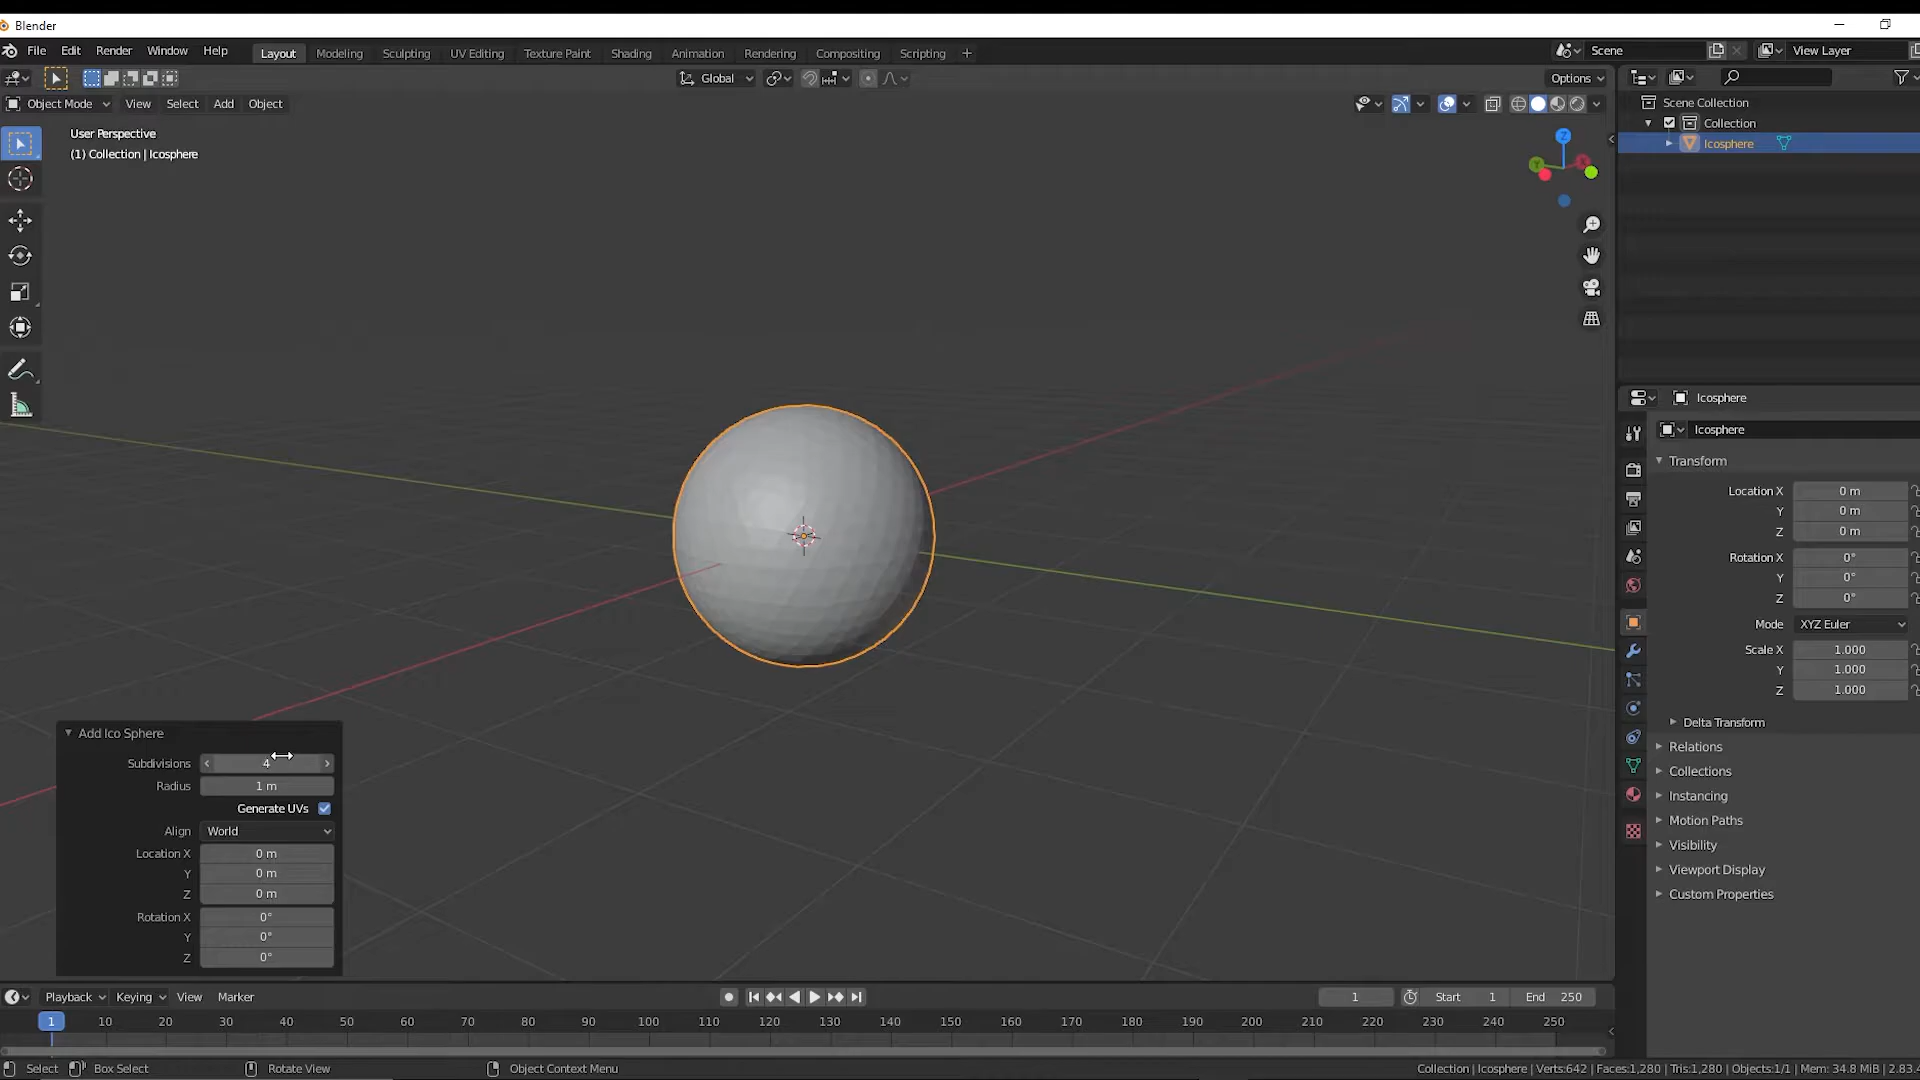 Blender
File Edit Render Window Help
Layout Modeling Sculpting UV Editing Texture Paint Shading Animation Rendering Compositing Scripting +
Scene
View Layer
Global
Options
Object Mode View Select Add Object
User Perspective
(1) Collection | Icosphere
Z
Y
Scene Collection
Collection
Icosphere
Icosphere
Icosphere
Transform
Location X 0 m
Y 0 m
Z 0 m
Rotation X 0°
Y 0°
Z 0°
Mode XYZ Euler
Scale X 1.000
Y 1.000
Z 1.000
Delta Transform
Relations
Collections
Instancing
Motion Paths
Visibility
Viewport Display
Custom Properties
Add Ico Sphere
Subdivisions 4
Radius 1 m
Generate UVs
Align World
Location X 0 m
Y 0 m
Z 0 m
Rotation X 0°
Y 0°
Z 0°
Playback Keying View Marker
1 Start 1 End 250
1 10 20 30 40 50 60 70 80 90 100 110 120 130 140 150 160 170 180 190 200 210 220 230 240 250
Select Box Select Rotate View Object Context Menu
Collection | Icosphere | Verts:642 | Faces:1,280 | Tris:1,280 | Objects:1/1 | Mem: 34.8 MiB | 2.83.4